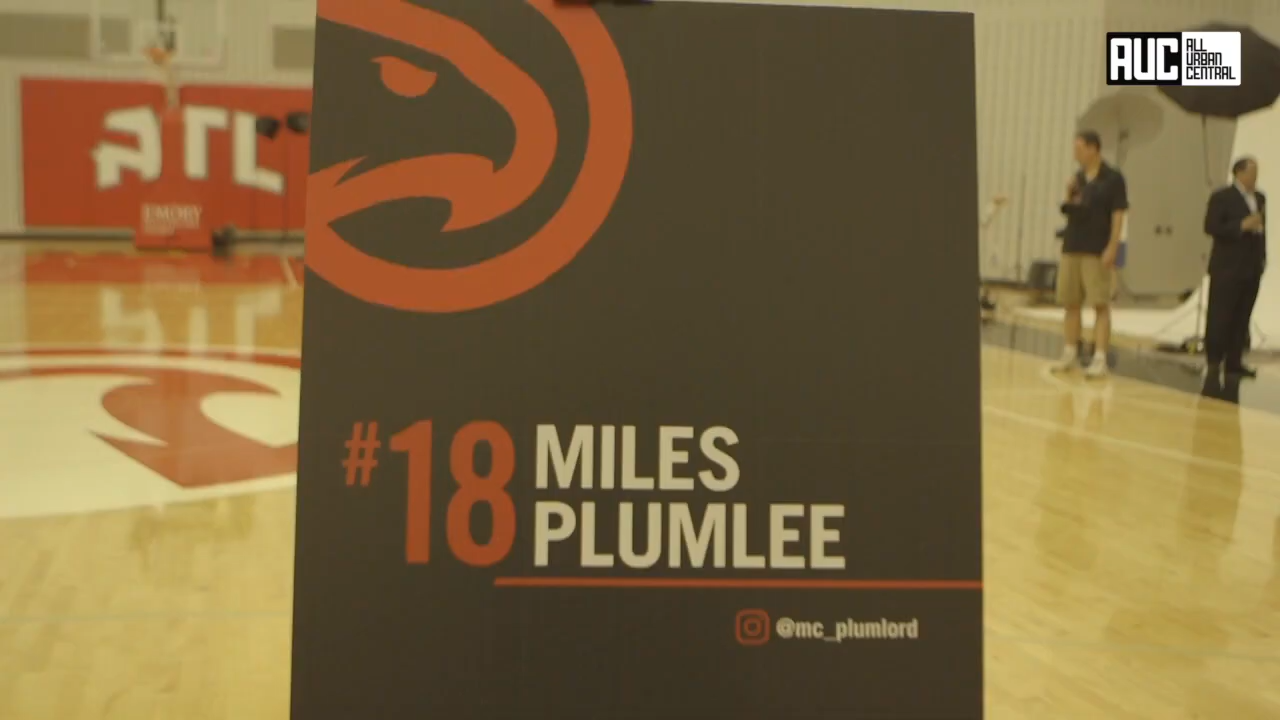 AUC
ALL
URBAN
CENTRAL
ATL
EMORY
#18
MILES
PLUMLEE
@mc_plumlord